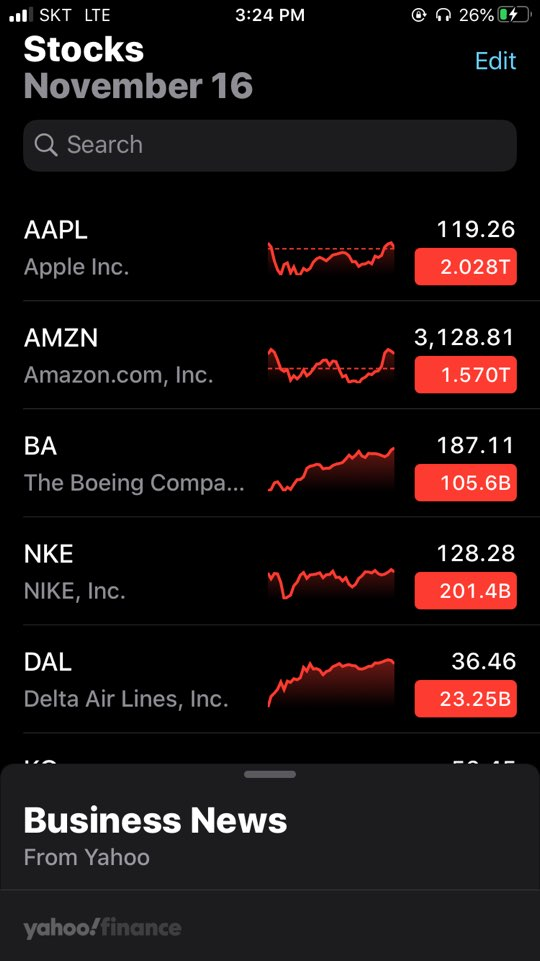 SKT LTE 3:24 PM 26%
Stocks
November 16
Edit
Search
AAPL 119.26
Apple Inc. 2.028T
AMZN 3,128.81
Amazon.com, Inc. 1.570T
BA 187.11
The Boeing Compa... 105.6B
NKE 128.28
NIKE, Inc. 201.4B
DAL 36.46
Delta Air Lines, Inc. 23.25B
Business News
From Yahoo
yahoo!finance